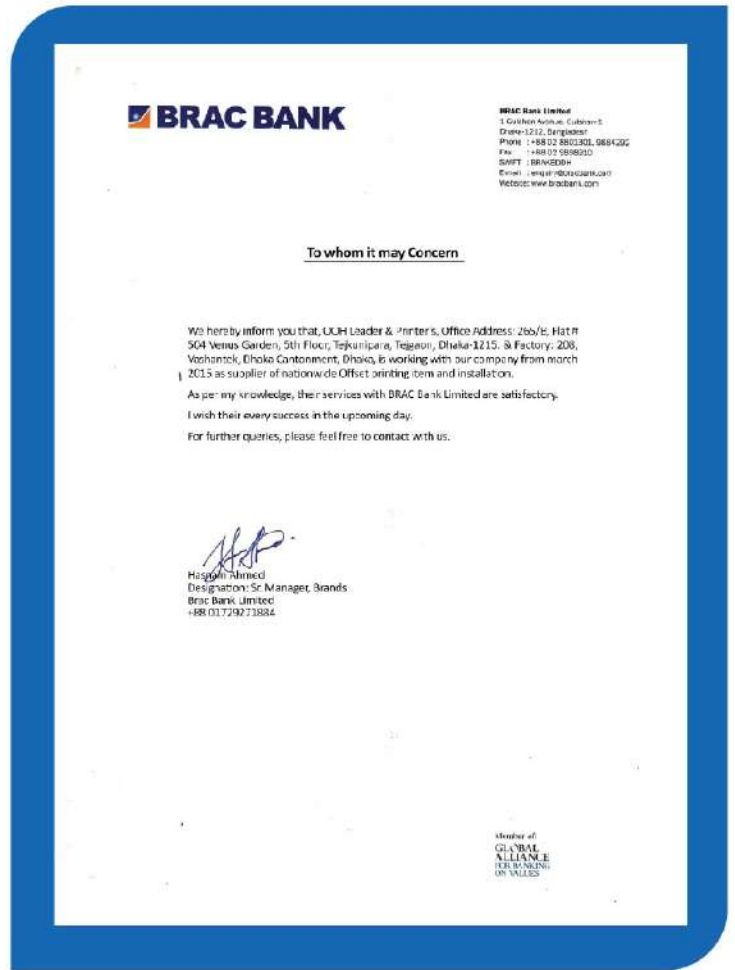 BRAC BANK
BRAC Bank Limited
1 Gulshan Avenue, Gulshan-1
Dhaka-1212, Bangladesh
Phone : +88 02 8801301, 9884292
Fax : +88 02 9898910
SWIFT : BRAKBDDH
E-mail : enquiry@bracbank.com
Website: www.bracbank.com
To whom it may Concern
We hereby inform you that, OOH Leader & Printer's, Office Address: 265/B, Flat #
504 Venus Garden, 5th Floor, Tejkunipara, Tejgaon, Dhaka-1215. & Factory: 208,
Vashantek, Dhaka Cantonment, Dhaka, is working with our company from march
2015 as supplier of nationwide Offset printing item and installation.
As per my knowledge, their services with BRAC Bank Limited are satisfactory.
I wish their every success in the upcoming day.
For further queries, please feel free to contact with us.
Hasnain Ahmed
Designation: Sr. Manager, Brands
Brac Bank Limited
+88 01729271884
Member of:
GLOBAL
ALLIANCE
FOR BANKING
ON VALUES